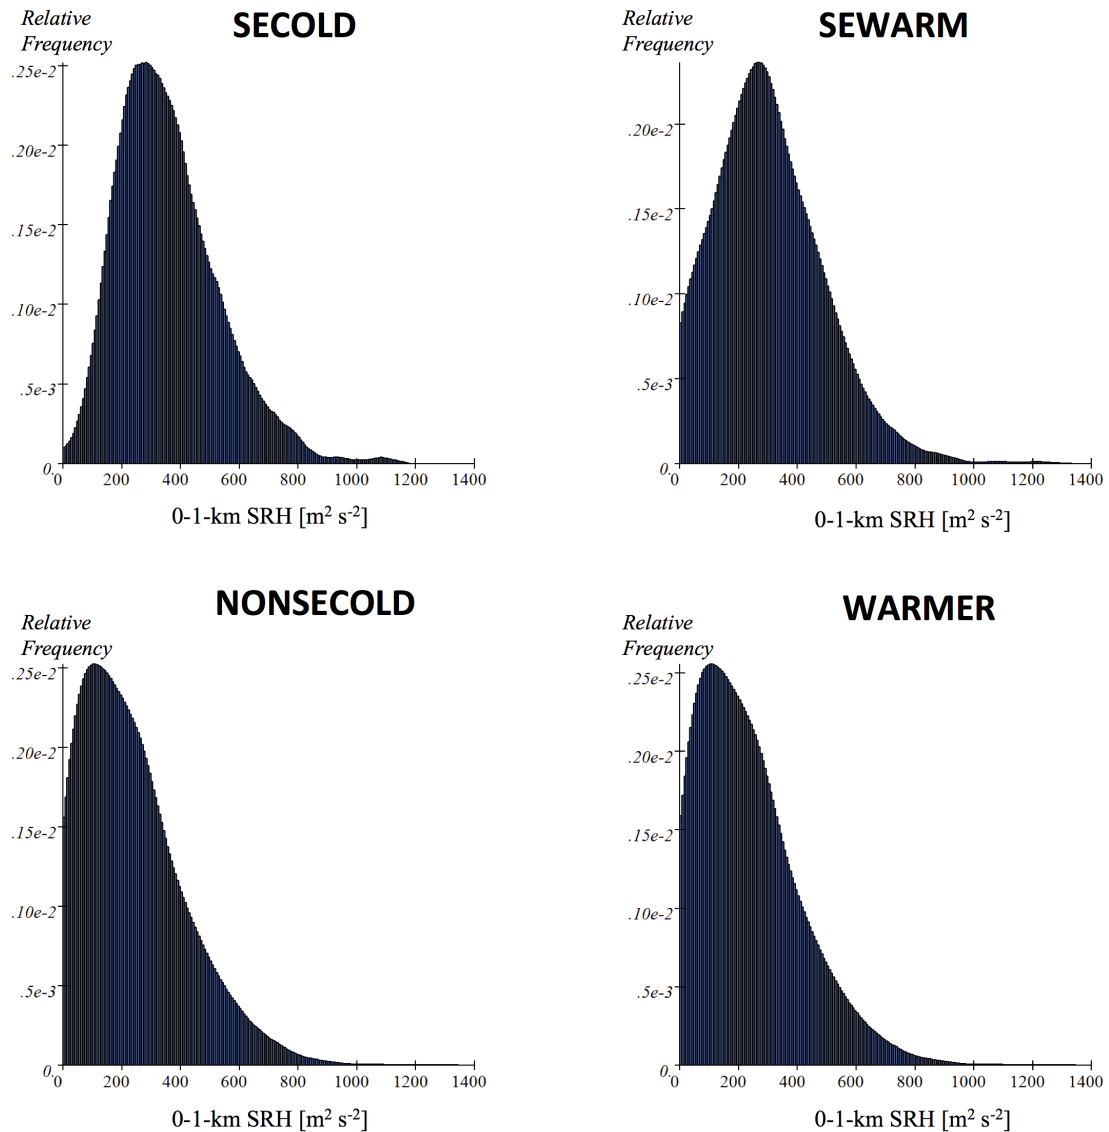 SECOLD
Relative
Frequency
.25e-2
.20e-2
.15e-2
.10e-2
.5e-3
0.
0 200 400 600 800 1000 1200 1400
0-1-km SRH [m² s⁻²]
SEWARM
Relative
Frequency
.20e-2
.15e-2
.10e-2
.5e-3
0.
0 200 400 600 800 1000 1200 1400
0-1-km SRH [m² s⁻²]
NONSECOLD
Relative
Frequency
.25e-2
.20e-2
.15e-2
.10e-2
.5e-3
0.
0 200 400 600 800 1000 1200 1400
0-1-km SRH [m² s⁻²]
WARMER
Relative
Frequency
.25e-2
.20e-2
.15e-2
.10e-2
.5e-3
0.
0 200 400 600 800 1000 1200 1400
0-1-km SRH [m² s⁻²]